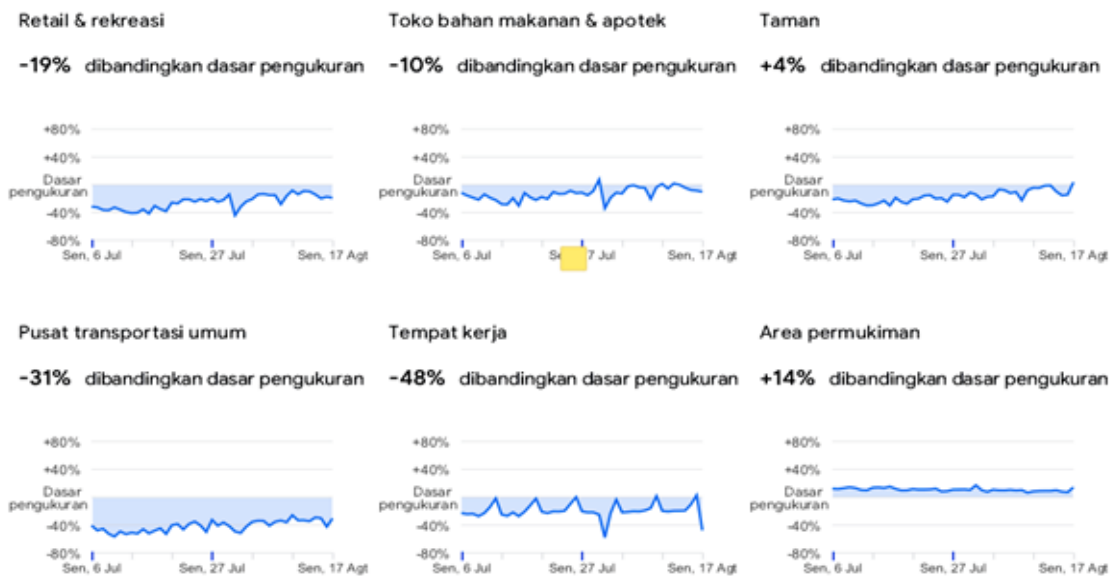 Retail & rekreasi
-19% dibandingkan dasar pengukuran
+80%
+40%
Dasar
pengukuran
-40%
-80%
Sen, 6 Jul Sen, 27 Jul Sen, 17 Agt
Toko bahan makanan & apotek
-10% dibandingkan dasar pengukuran
+80%
+40%
Dasar
pengukuran
-40%
-80%
Sen, 6 Jul 7 Jul Sen, 17 Agt
Taman
+4% dibandingkan dasar pengukuran
+80%
+40%
Dasar
pengukuran
-40%
-80%
Sen, 6 Jul Sen, 27 Jul Sen, 17 Agt
Pusat transportasi umum
-31% dibandingkan dasar pengukuran
+80%
+40%
Dasar
pengukuran
-40%
-80%
Sen, 6 Jul Sen, 27 Jul Sen, 17 Agt
Tempat kerja
-48% dibandingkan dasar pengukuran
+80%
+40%
Dasar
pengukuran
-40%
-80%
Sen, 6 Jul Sen, 27 Jul Sen, 17 Agt
Area permukiman
+14% dibandingkan dasar pengukuran
+80%
+40%
Dasar
pengukuran
-40%
-80%
Sen, 6 Jul Sen, 27 Jul Sen, 17 Agt